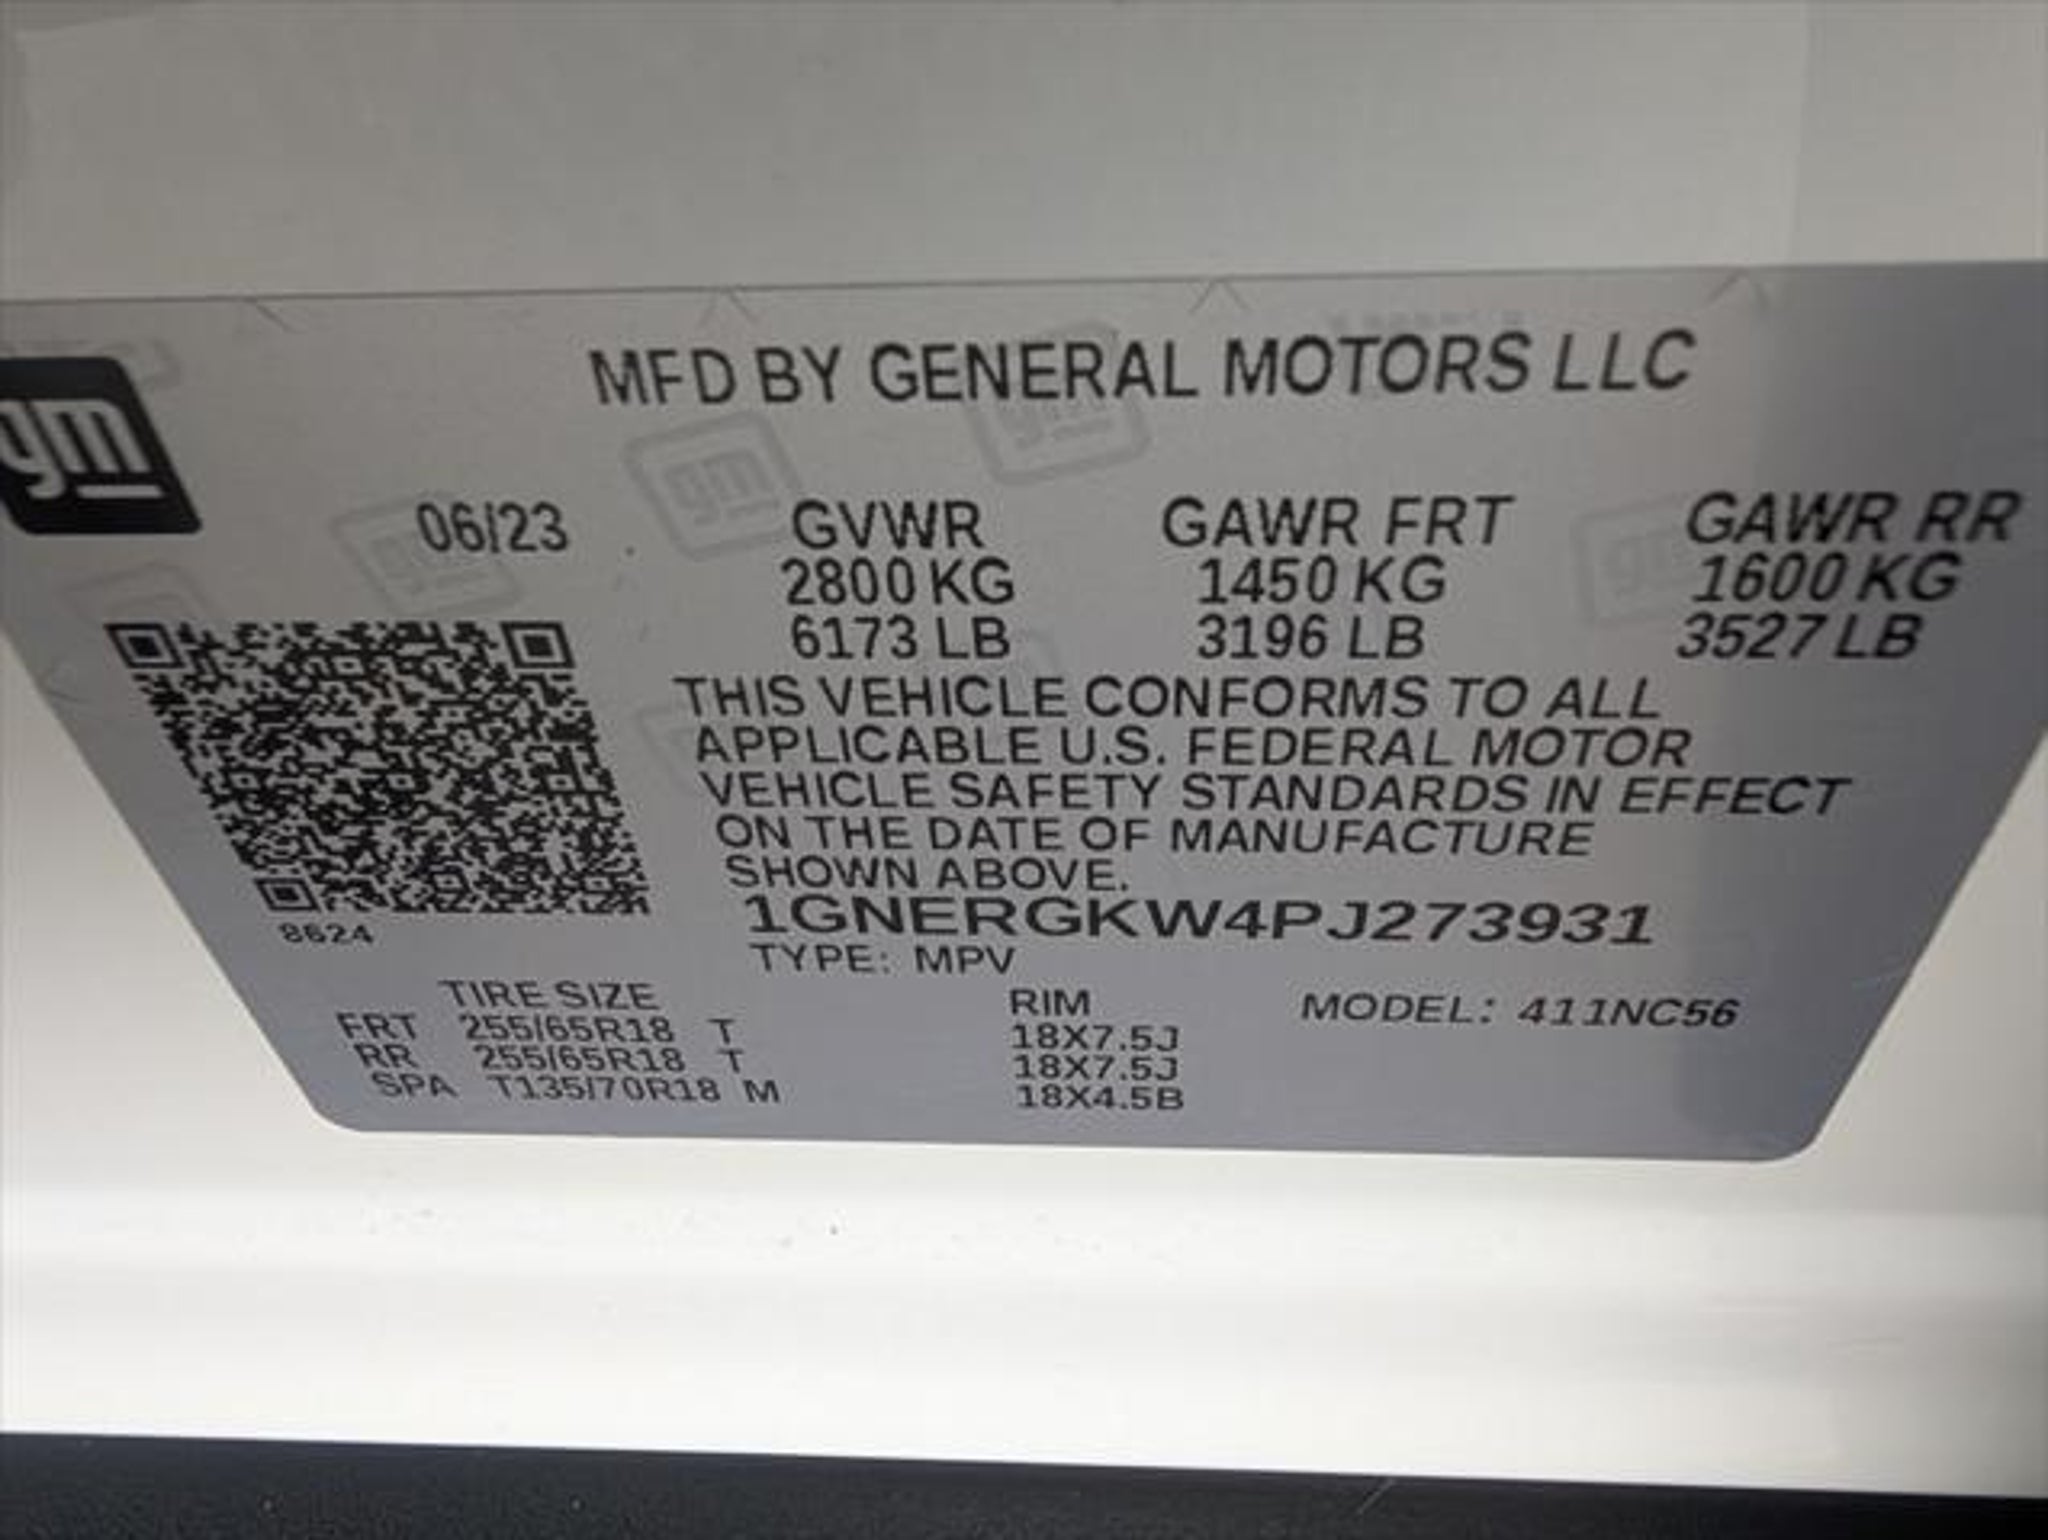 MFD BY GENERAL MOTORS LLC
gm
06/23 GVWR GAWR FRT GAWR RR
2800 KG 1450 KG 1600 KG
6173 LB 3196 LB 3527 LB
THIS VEHICLE CONFORMS TO ALL
APPLICABLE U.S. FEDERAL MOTOR
VEHICLE SAFETY STANDARDS IN EFFECT
ON THE DATE OF MANUFACTURE
SHOWN ABOVE.
1GNERGKW4PJ273931
8624
TYPE: MPV
TIRE SIZE RIM MODEL: 411NC56
FRT 255/65R18 T 18X7.5J
RR 255/65R18 T 18X7.5J
SPA T135/70R18 M 18X4.5B